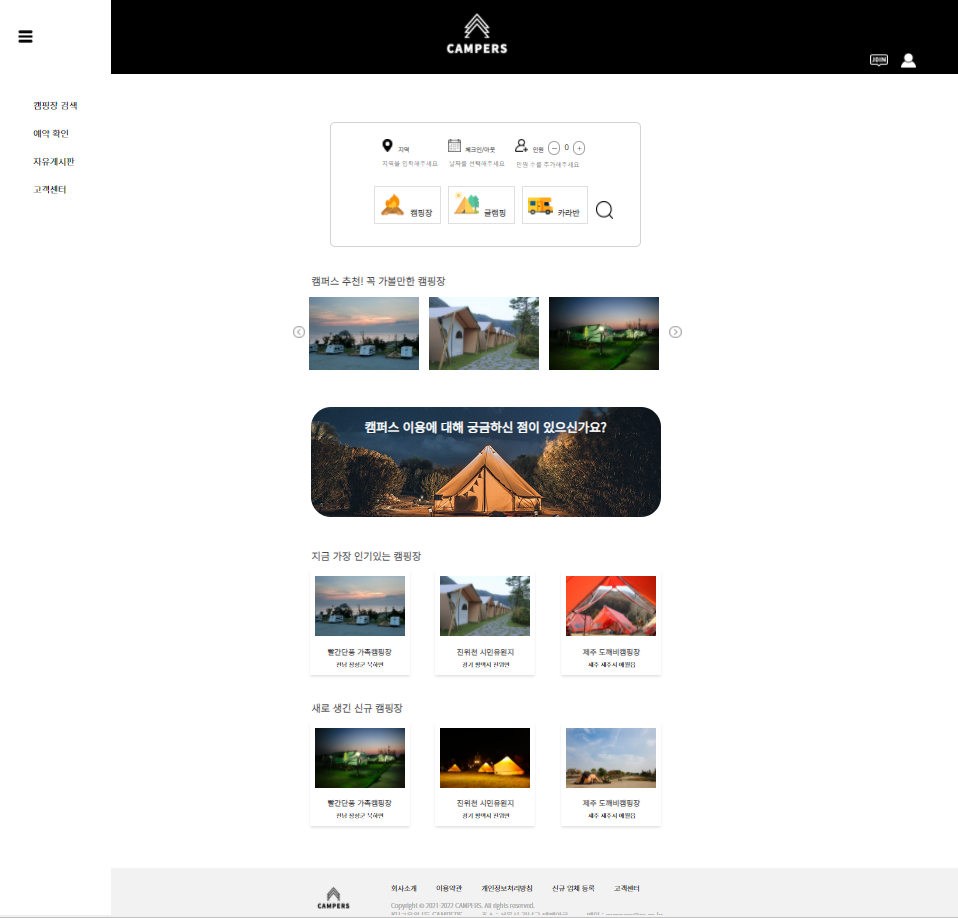 CAMPERS
JOIN
캠핑장 검색
예약 확인
자유게시판
고객센터
지역 체크인/아웃 인원 0
지역을 입력해주세요 날짜를 선택해주세요 인원 수를 추가해주세요
캠핑장 글램핑 카라반
캠퍼스 추천! 꼭 가볼만한 캠핑장
캠퍼스 이용에 대해 궁금하신 점이 있으신가요?
지금 가장 인기있는 캠핑장
빨간단풍 가족캠핑장 진위천 시민유원지 제주 도깨비캠핑장
전남 장성군 북하면 경기 평택시 진위면 제주 제주시 애월읍
새로 생긴 신규 캠핑장
빨간단풍 가족캠핑장 진위천 시민유원지 제주 도깨비캠핑장
전남 장성군 북하면 경기 평택시 진위면 제주 제주시 애월읍
CAMPERS
회사소개 이용약관 개인정보처리방침 신규 업체 등록 고객센터
Copyright © 2021-2022 CAMPERS. All rights reserved.